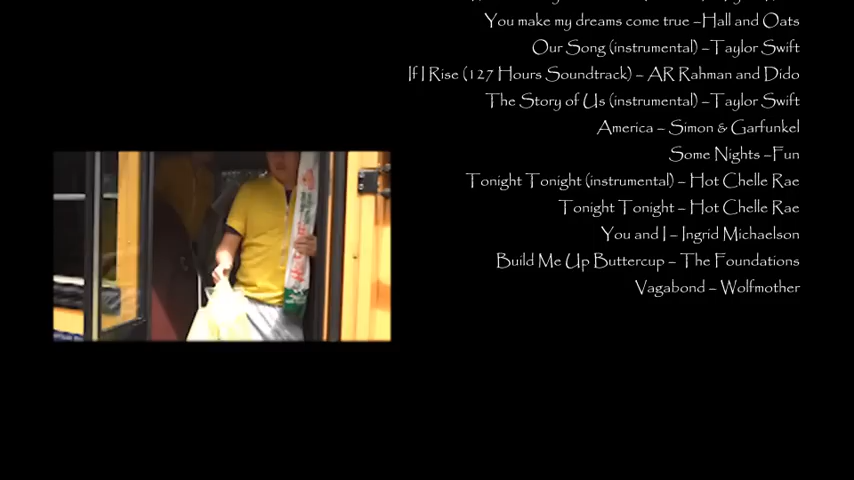 You make my dreams come true –Hall and Oats
Our Song (instrumental) –Taylor Swift
If I Rise (127 Hours Soundtrack) – AR Rahman and Dido
The Story of Us (instrumental) –Taylor Swift
America – Simon & Garfunkel
Some Nights –Fun
Tonight Tonight (instrumental) – Hot Chelle Rae
Tonight Tonight – Hot Chelle Rae
You and I – Ingrid Michaelson
Build Me Up Buttercup – The Foundations
Vagabond – Wolfmother